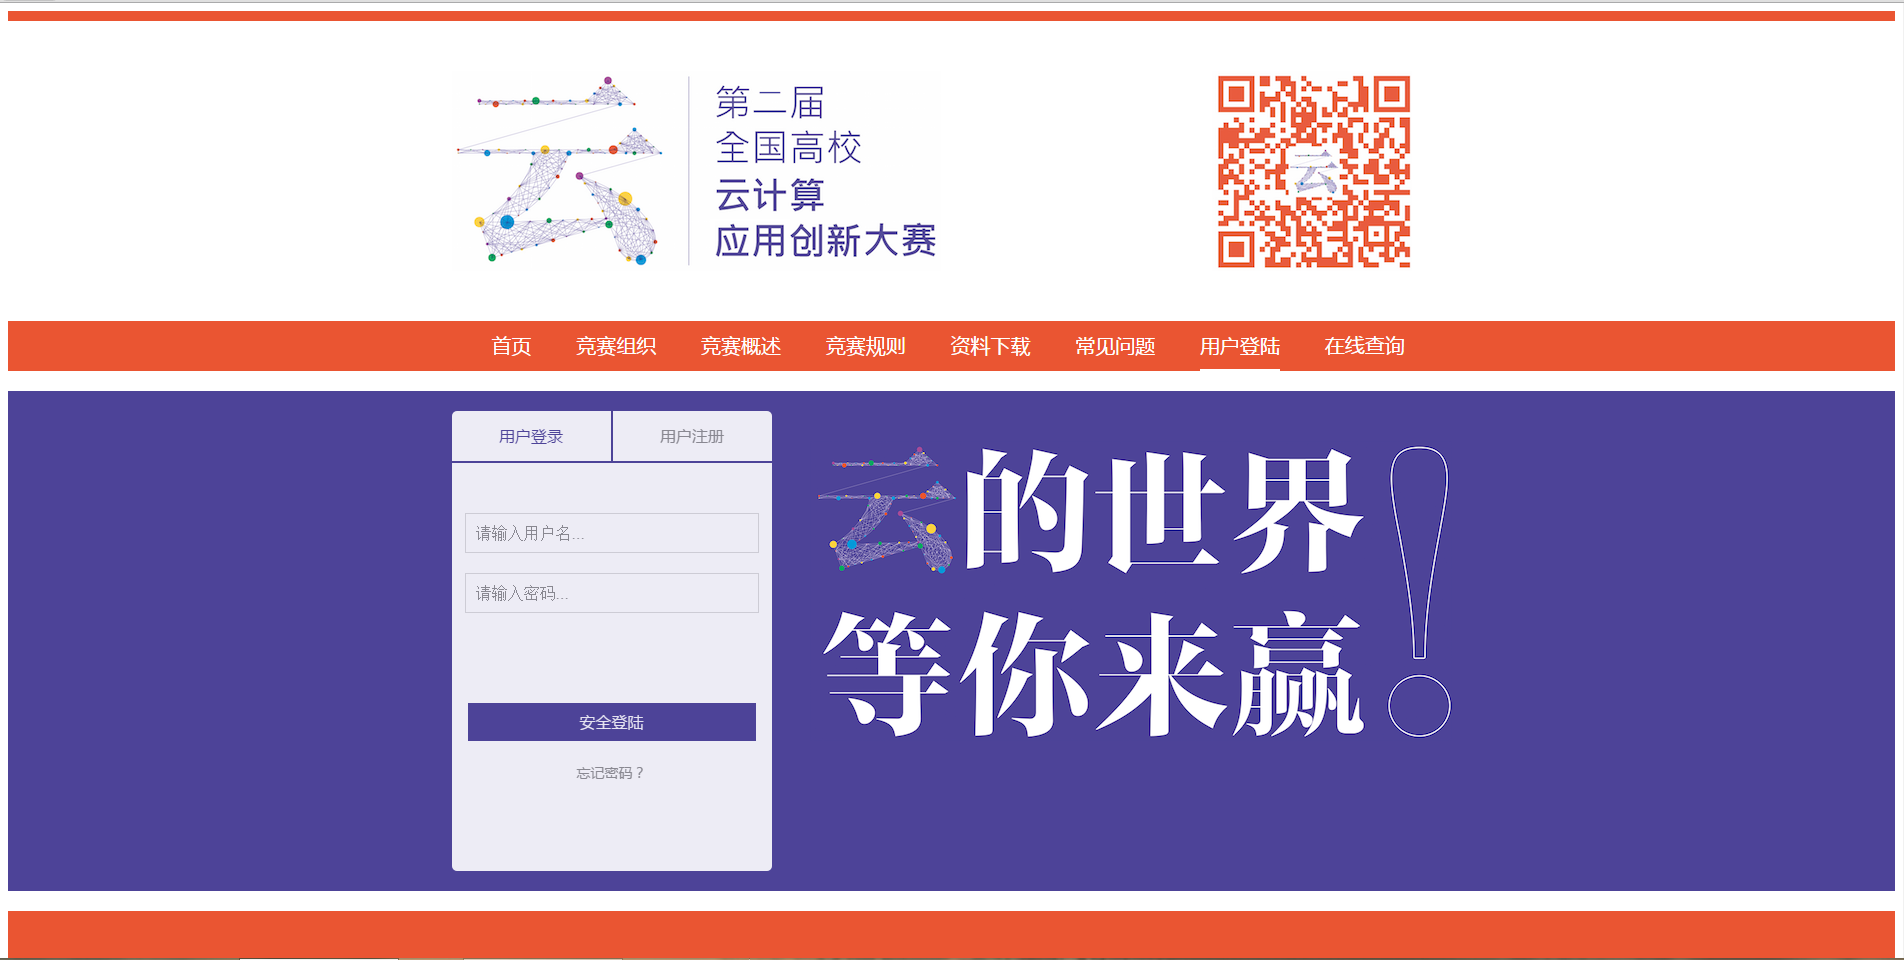 云
第二届
全国高校
云计算
应用创新大赛
云
首页 竞赛组织 竞赛概述 竞赛规则 资料下载 常见问题 用户登陆 在线查询
用户登录 用户注册
请输入用户名...
请输入密码...
安全登陆
忘记密码？
云的世界
等你来赢！